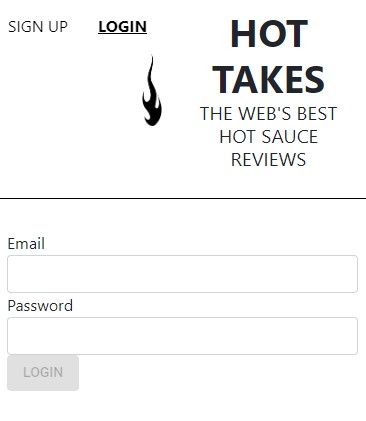 SIGN UP LOGIN
HOT
TAKES
THE WEB'S BEST
HOT SAUCE
REVIEWS
Email
Password
LOGIN